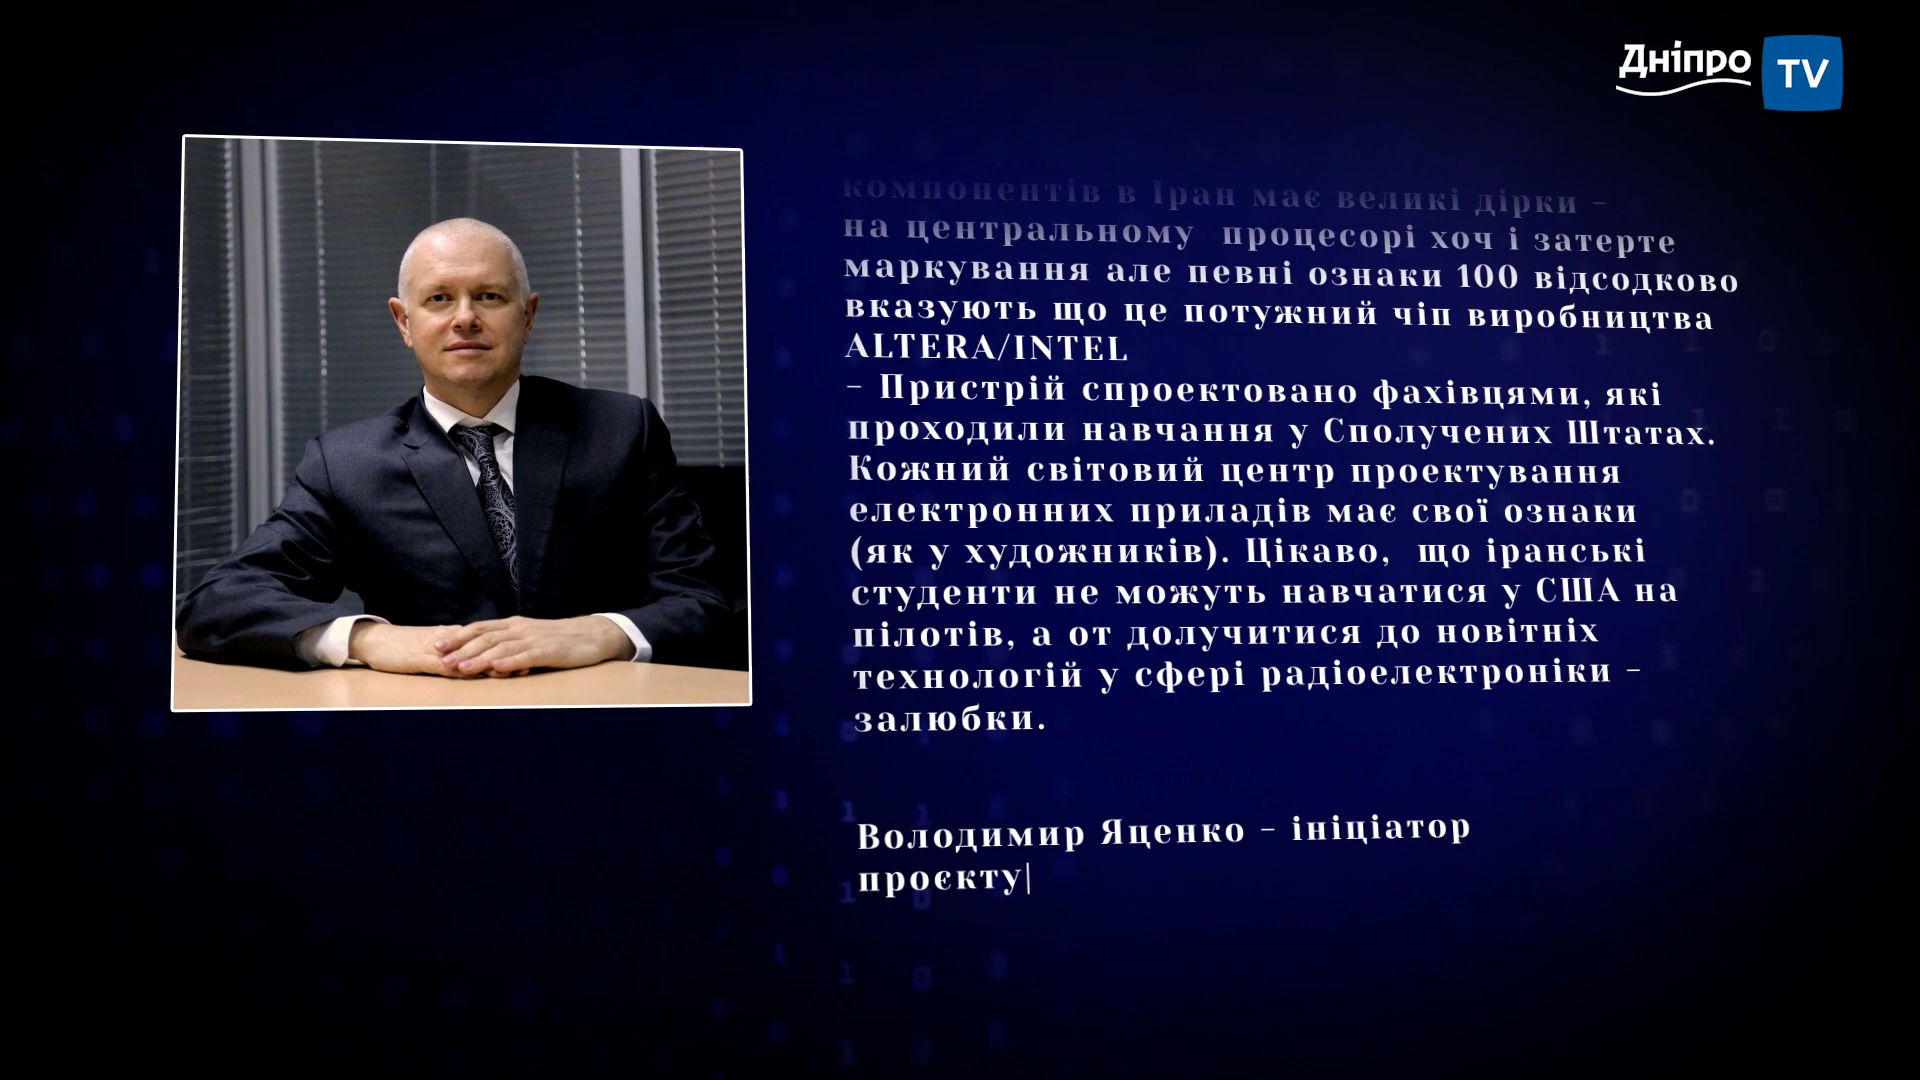 Дніпро TV
компонентів в Іран має великі дірки –
на центральному процесорі хоч і затерте
маркування але певні ознаки 100 відсодково
вказують що це потужний чіп виробництва
ALTERA/INTEL
– Пристрій спроектовано фахівцями, які
проходили навчання у Сполучених Штатах.
Кожний світовий центр проектування
електронних приладів має свої ознаки
(як у художників). Цікаво, що іранські
студенти не можуть навчатися у США на
пілотів, а от долучитися до новітніх
технологій у сфері радіоелектроніки –
залюбки.
Володимир Яценко – ініціатор
проєкту|